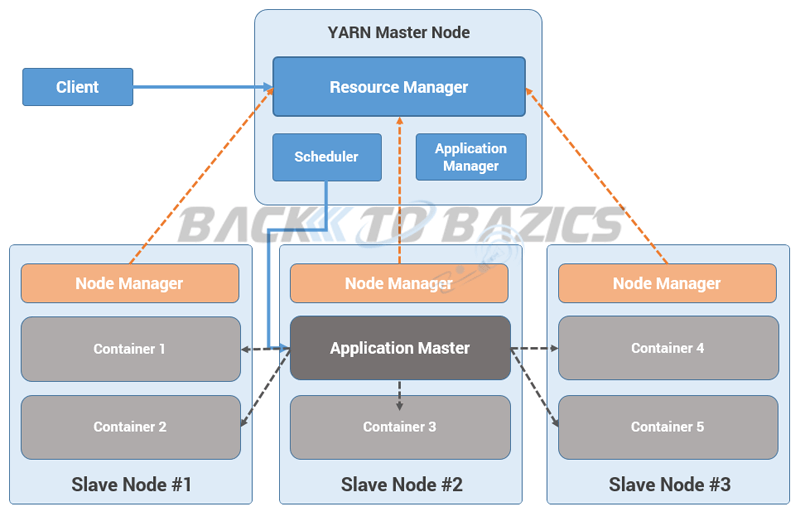 YARN Master Node
Client
Resource Manager
Scheduler
Application
Manager
BACK TO BAZICS
Node Manager
Node Manager
Node Manager
Container 1
Application Master
Container 4
Container 2
Container 3
Container 5
Slave Node #1
Slave Node #2
Slave Node #3